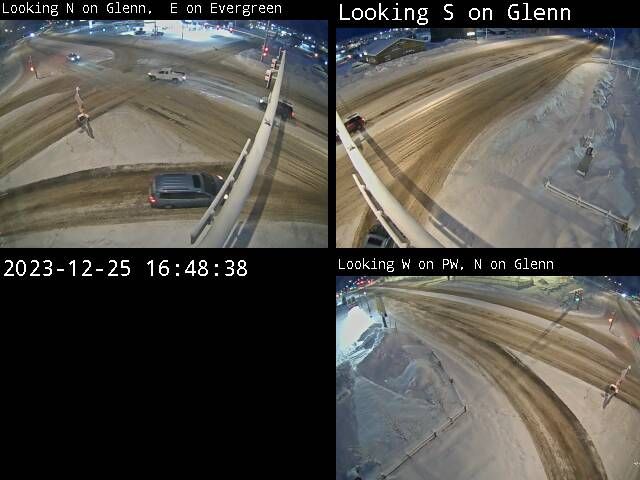 Looking N on Glenn, E on Evergreen
Looking S on Glenn
2023-12-25 16:48:38
Looking W on PW, N on Glenn